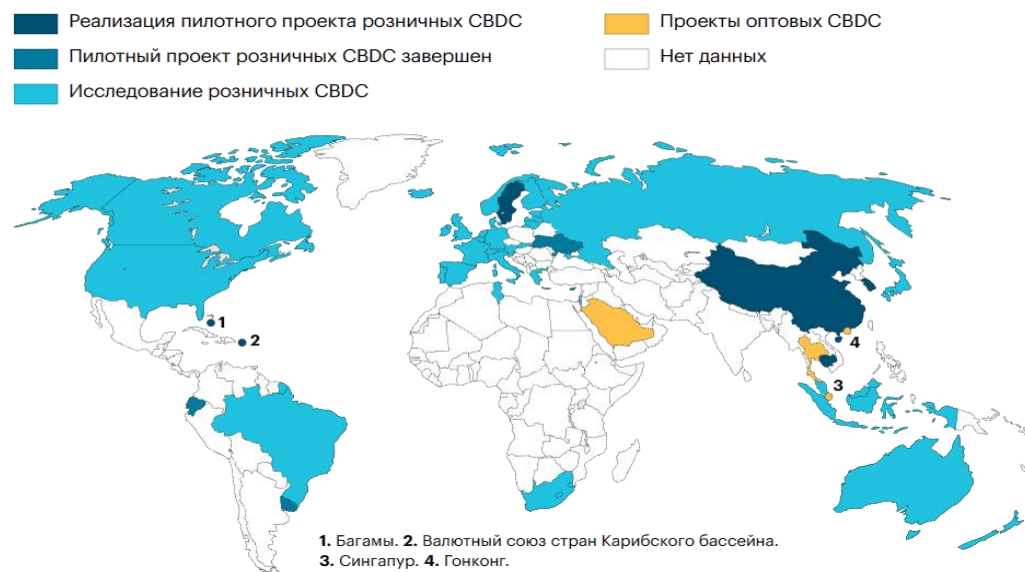 Реализация пилотного проекта розничных CBDC
Проекты оптовых CBDC
Пилотный проект розничных CBDC завершен
Нет данных
Исследование розничных CBDC
1
2
4
3
1. Багамы. 2. Валютный союз стран Карибского бассейна.
3. Сингапур. 4. Гонконг.